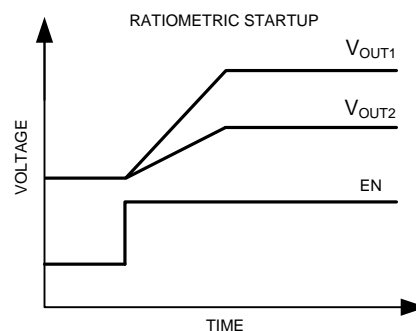 RATIOMETRIC STARTUP
VOUT1
VOUT2
EN
VOLTAGE
TIME